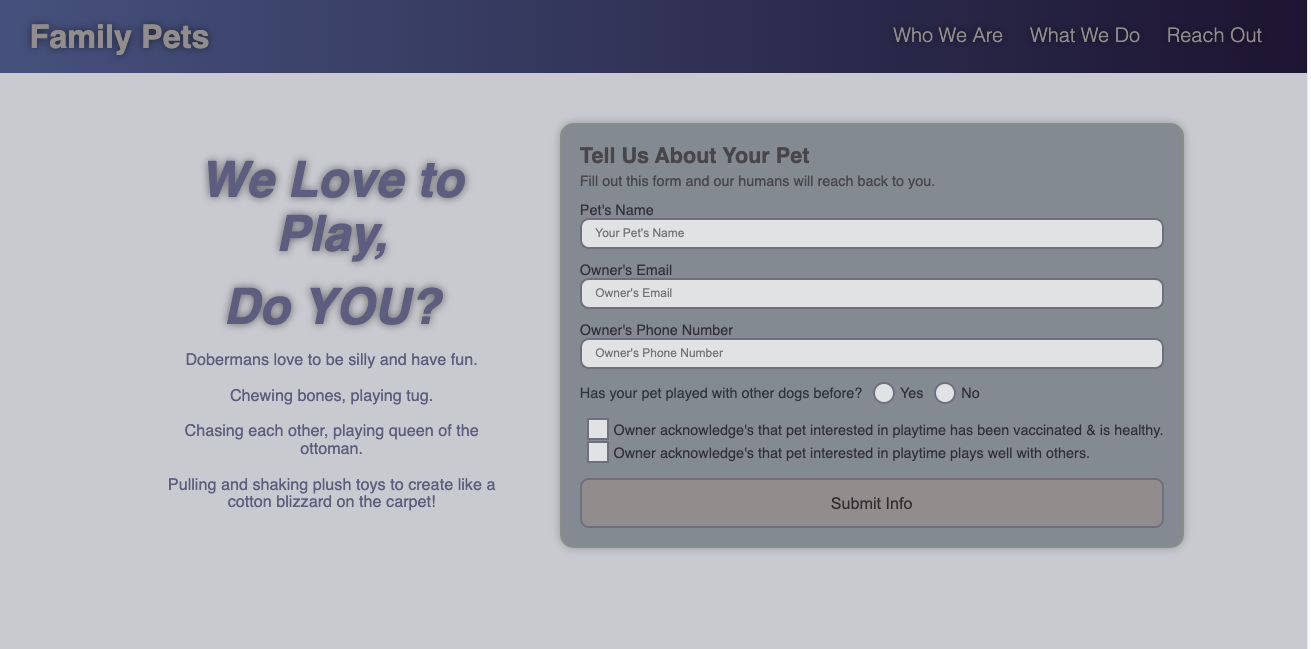 Family Pets
Who We Are
What We Do
Reach Out
We Love to
Play,
Do YOU?
Dobermans love to be silly and have fun.
Chewing bones, playing tug.
Chasing each other, playing queen of the
ottoman.
Pulling and shaking plush toys to create like a
cotton blizzard on the carpet!
Tell Us About Your Pet
Fill out this form and our humans will reach back to you.
Pet's Name
Your Pet's Name
Owner's Email
Owner's Email
Owner's Phone Number
Owner's Phone Number
Has your pet played with other dogs before? Yes No
Owner acknowledge's that pet interested in playtime has been vaccinated & is healthy.
Owner acknowledge's that pet interested in playtime plays well with others.
Submit Info